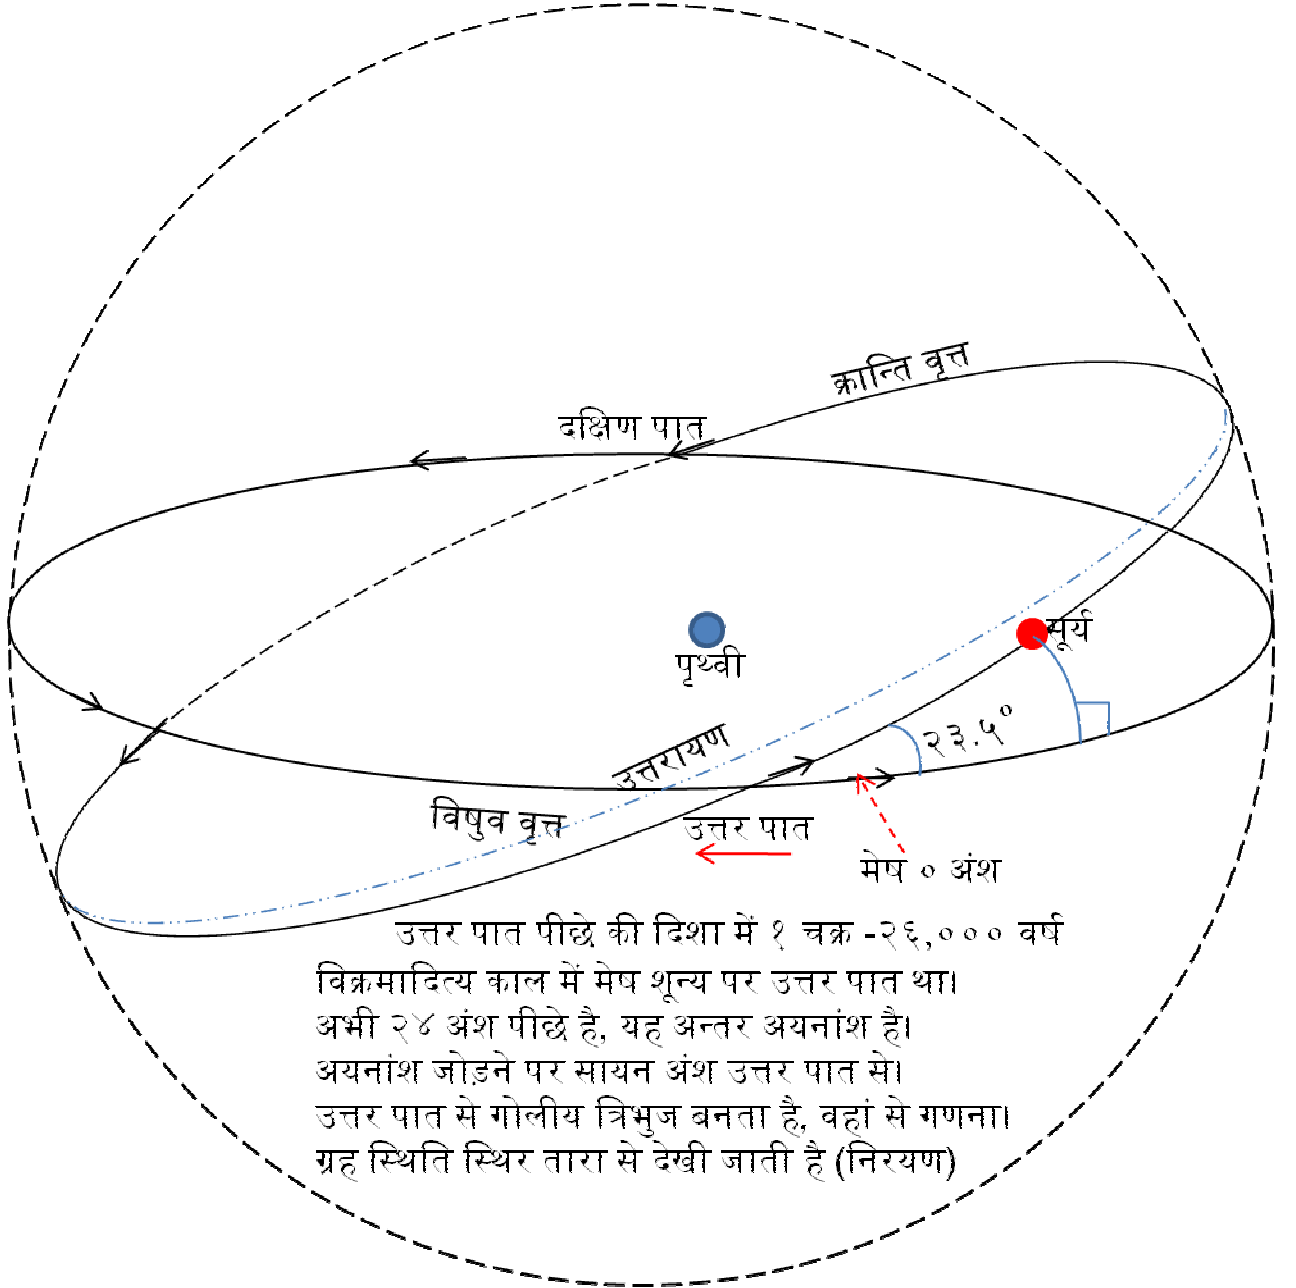 क्रान्ति वृत्त
दक्षिण पात
सूर्य
पृथ्वी
२३.५°
उत्तरायण
विषुव वृत्त
उत्तर पात
मेष ० अंश
उत्तर पात पीछे की दिशा में १ चक्र -२६,००० वर्ष
विक्रमादित्य काल में मेष शून्य पर उत्तर पात था।
अभी २४ अंश पीछे है, यह अन्तर अयनांश है।
अयनांश जोड़ने पर सायन अंश उत्तर पात से।
उत्तर पात से गोलीय त्रिभुज बनता है, वहां से गणना।
ग्रह स्थिति स्थिर तारा से देखी जाती है (निरयण)